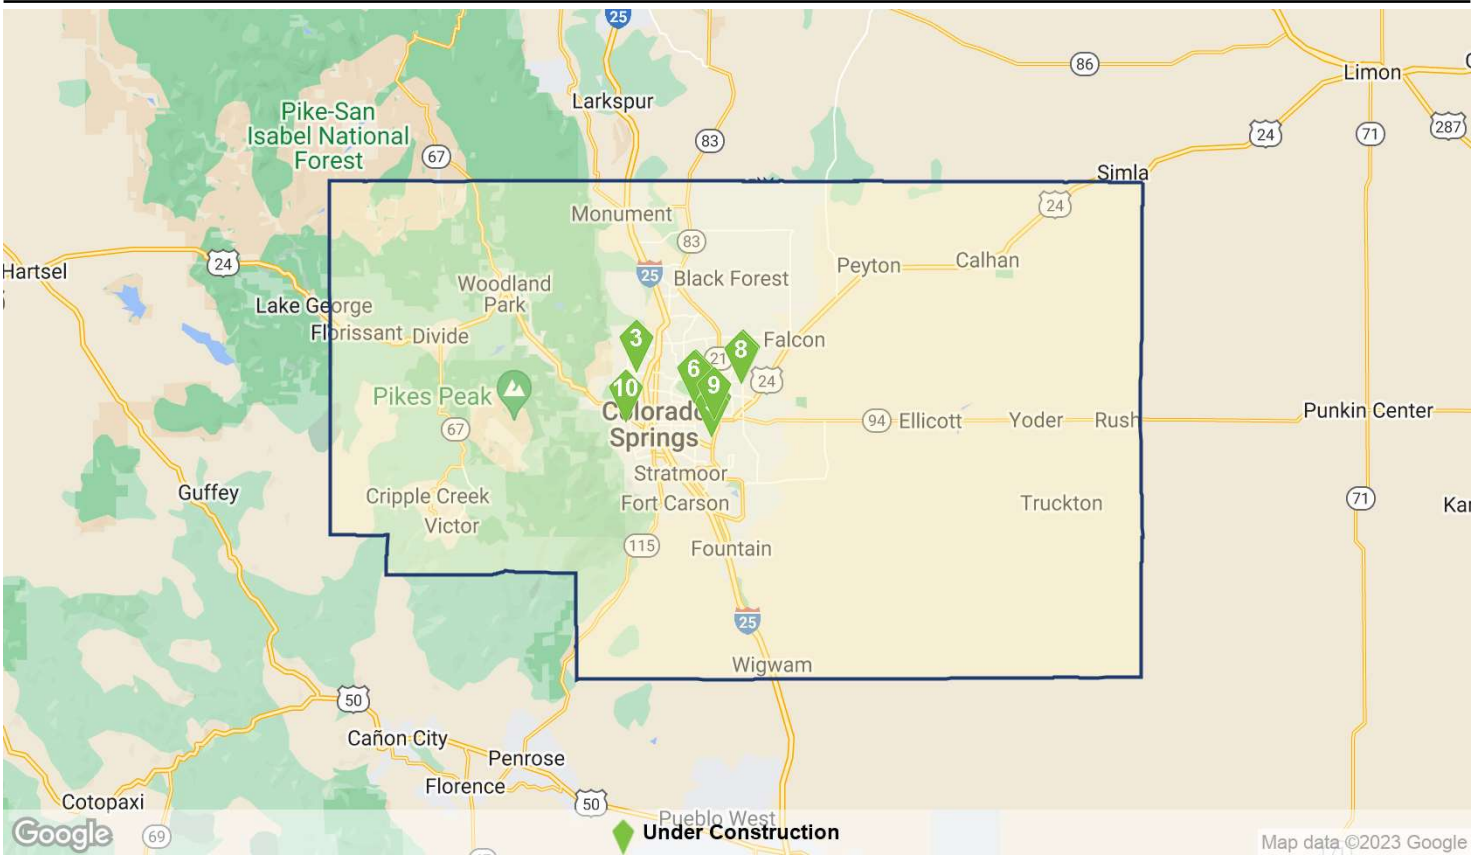 25
Larkspur
86
Limon
Pike-San
Isabel National
Forest
67
83
24
71
287
Simla
24
Monument
83
Hartsel
24
25
Black Forest
Peyton
Calhan
Woodland
Park
Lake George
Florissant
Divide
3
21
8
Falcon
6
9
24
Pikes Peak
10
Colorado
Springs
67
94
Ellicott
Yoder
Rush
Punkin Center
Stratmoor
Guffey
Cripple Creek
Victor
Fort Carson
Truckton
71
115
Fountain
25
Wigwam
50
Cañon City
Penrose
Florence
50
Cotopaxi
Pueblo West
Google
69
Under Construction
Map data ©2023 Google